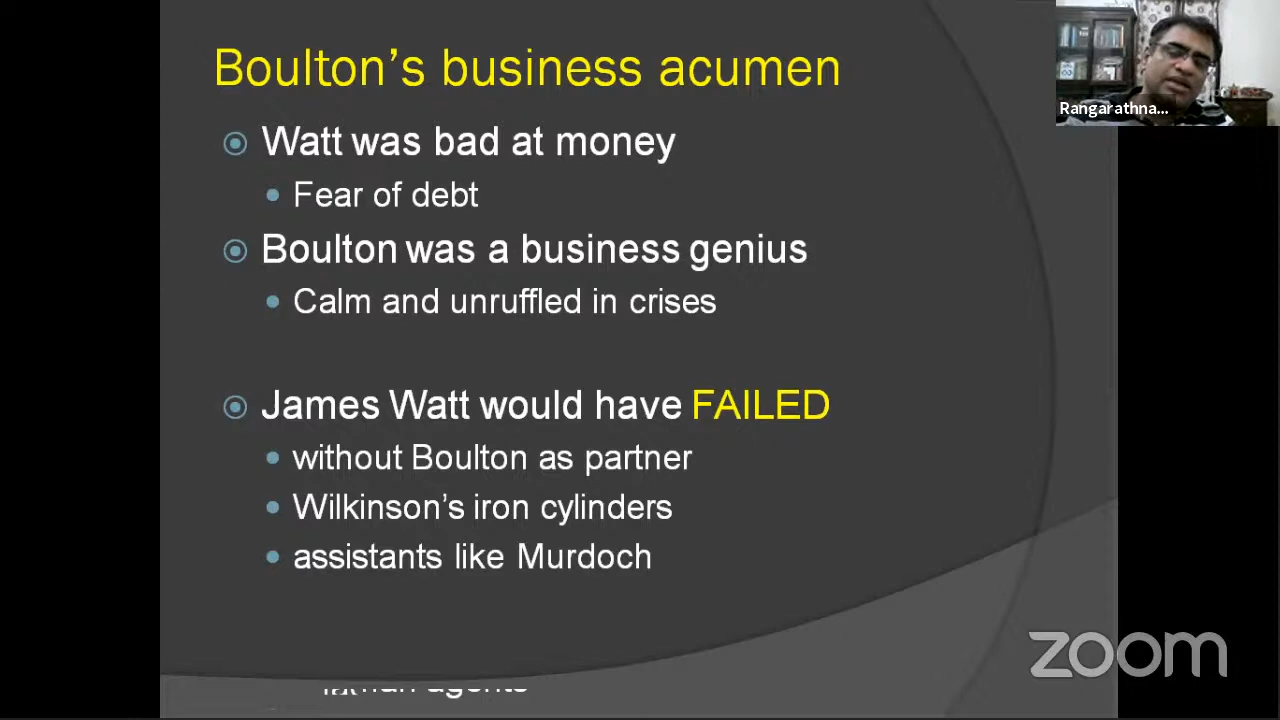 Boulton’s business acumen
Rangarathna...
Watt was bad at money
Fear of debt
Boulton was a business genius
Calm and unruffled in crises
James Watt would have FAILED
without Boulton as partner
Wilkinson’s iron cylinders
assistants like Murdoch
zoom
agents